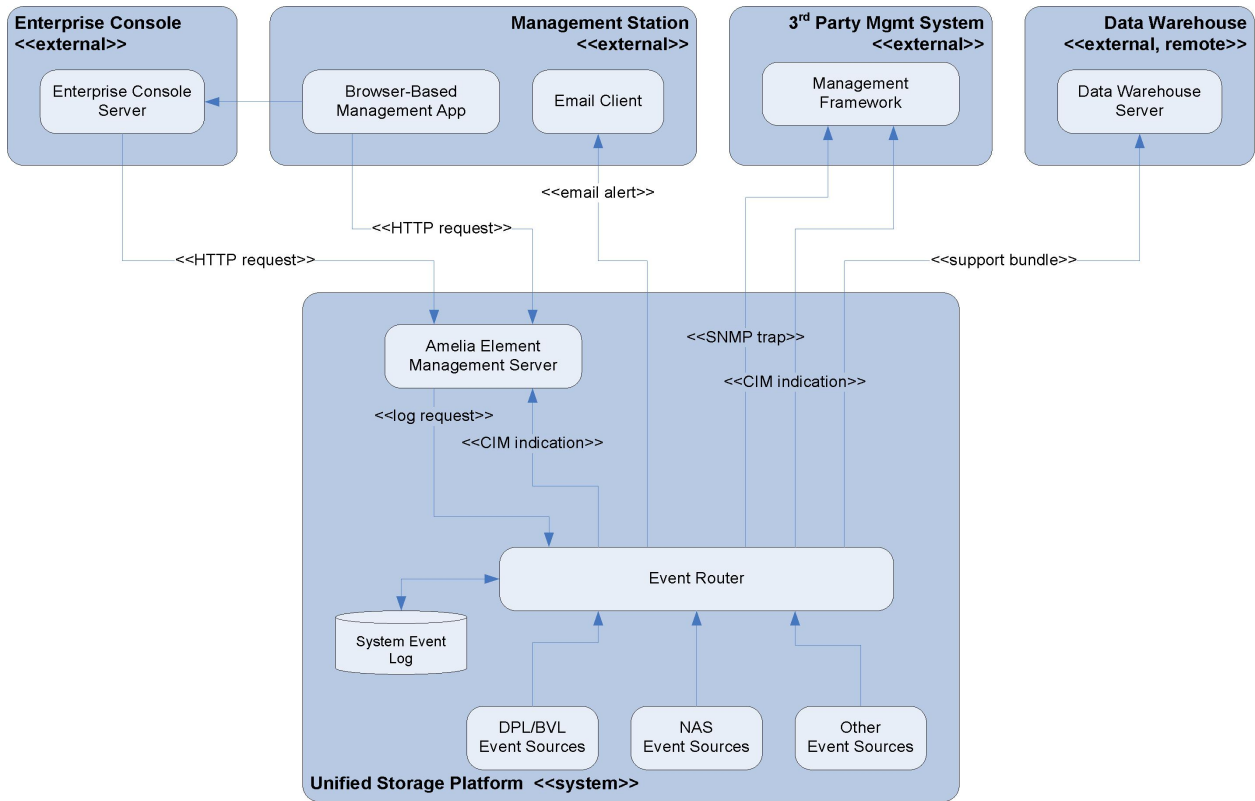 Enterprise Console
<<external>>
Enterprise Console
Server
Management Station
<<external>>
Browser-Based
Management App
Email Client
3rd Party Mgmt System
<<external>>
Management
Framework
Data Warehouse
<<external, remote>>
Data Warehouse
Server
<<email alert>>
<<HTTP request>>
<<HTTP request>>
<<support bundle>>
<<SNMP trap>>
Amelia Element
Management Server
<<CIM indication>>
<<log request>>
<<CIM indication>>
Event Router
System Event
Log
DPL/BVL
Event Sources
NAS
Event Sources
Other
Event Sources
Unified Storage Platform <<system>>